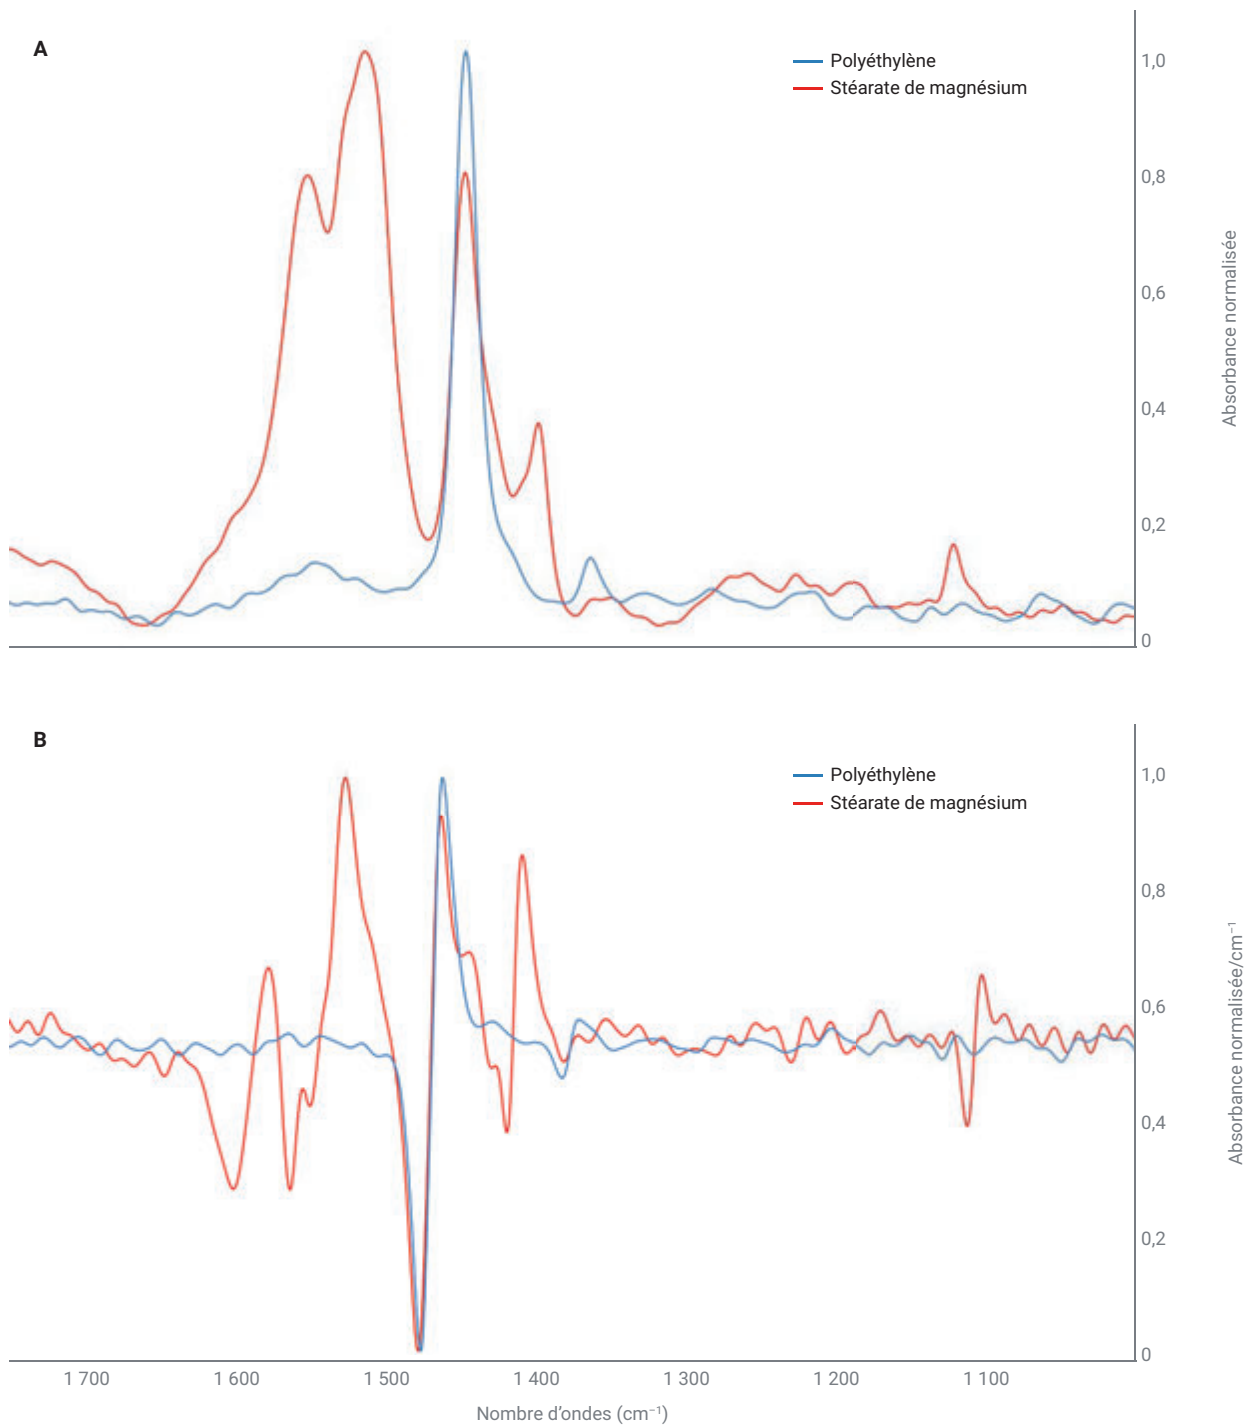 A
Polyéthylène
Stéarate de magnésium
1,0
0,8
0,6
0,4
0,2
0
Absorbance normalisée
B
Polyéthylène
Stéarate de magnésium
1,0
0,8
0,6
0,4
0,2
0
Absorbance normalisée/cm⁻¹
1 700 1 600 1 500 1 400 1 300 1 200 1 100
Nombre d’ondes (cm⁻¹)